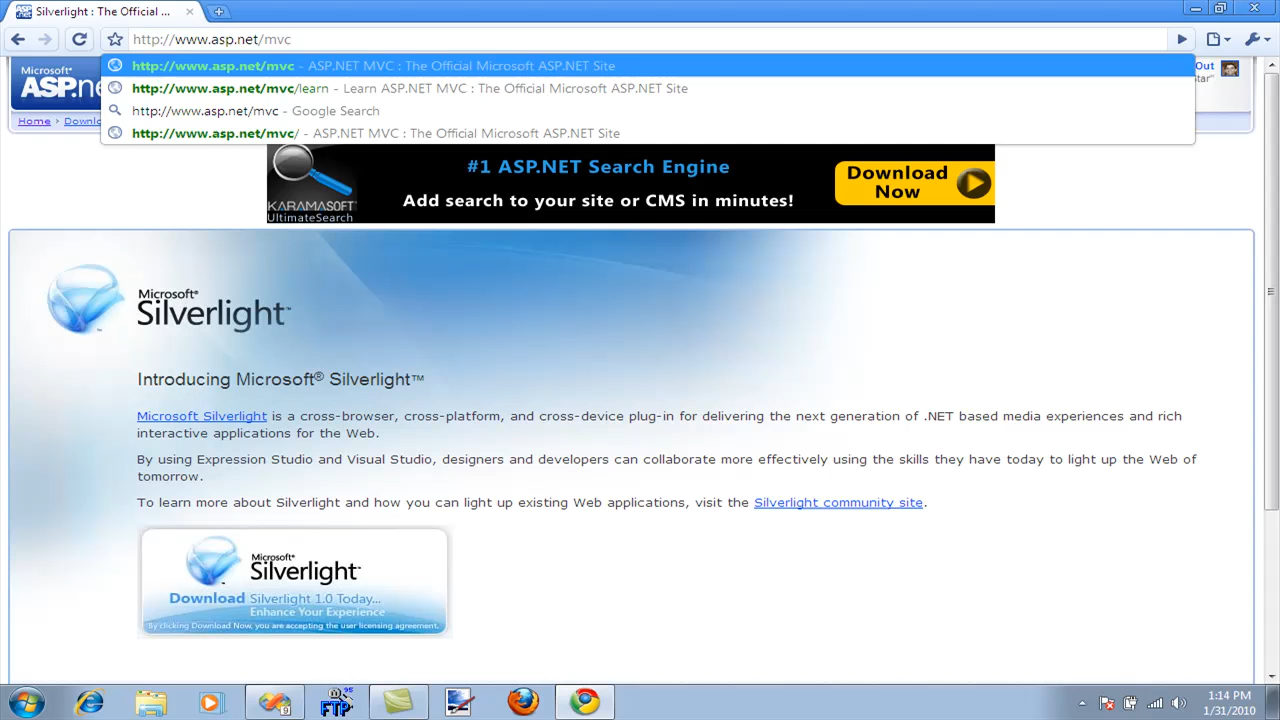 Silverlight : The Official ...
http://www.asp.net/mvc
http://www.asp.net/mvc - ASP.NET MVC : The Official Microsoft ASP.NET Site
http://www.asp.net/mvc/learn - Learn ASP.NET MVC : The Official Microsoft ASP.NET Site
http://www.asp.net/mvc - Google Search
http://www.asp.net/mvc/ - ASP.NET MVC : The Official Microsoft ASP.NET Site
Microsoft®
ASP.ne
Out
Star"
Home
Downlo
#1 ASP.NET Search Engine
Add search to your site or CMS in minutes!
KARAMASOFT
UltimateSearch
Download
Now
Microsoft®
Silverlight™
Introducing Microsoft® Silverlight™
Microsoft Silverlight is a cross-browser, cross-platform, and cross-device plug-in for delivering the next generation of .NET based media experiences and rich
interactive applications for the Web.
By using Expression Studio and Visual Studio, designers and developers can collaborate more effectively using the skills they have today to light up the Web of
tomorrow.
To learn more about Silverlight and how you can light up existing Web applications, visit the Silverlight community site.
Microsoft®
Silverlight™
Download Silverlight 1.0 Today...
Enhance Your Experience
By clicking Download Now, you are accepting the user licensing agreement.
9
95
FTP
1:14 PM
1/31/2010